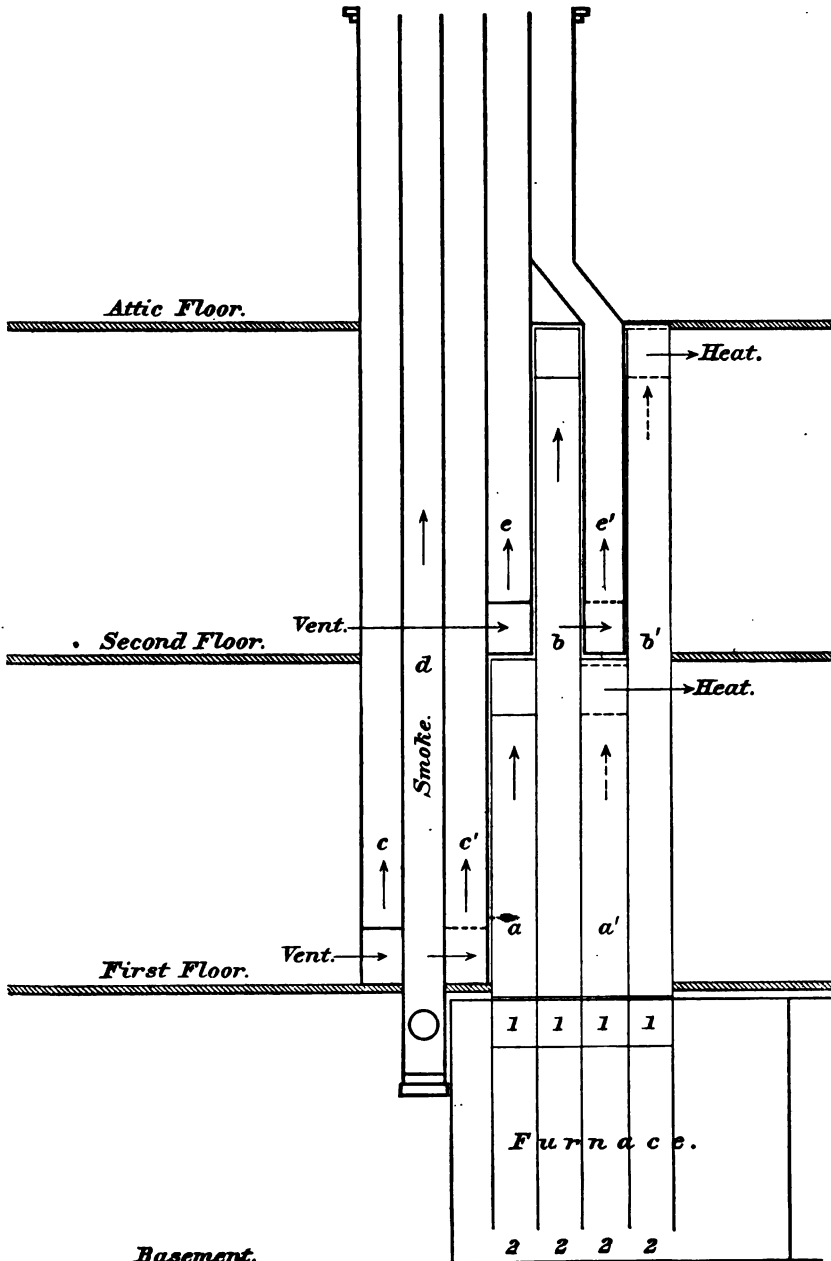 Attic Floor.
Heat.
e e'
Vent.
b b'
Second Floor.
d
Heat.
Smoke.
c c'
a a'
Vent.
First Floor.
1 1 1 1
Furnace.
2 2 2 2
Basement.